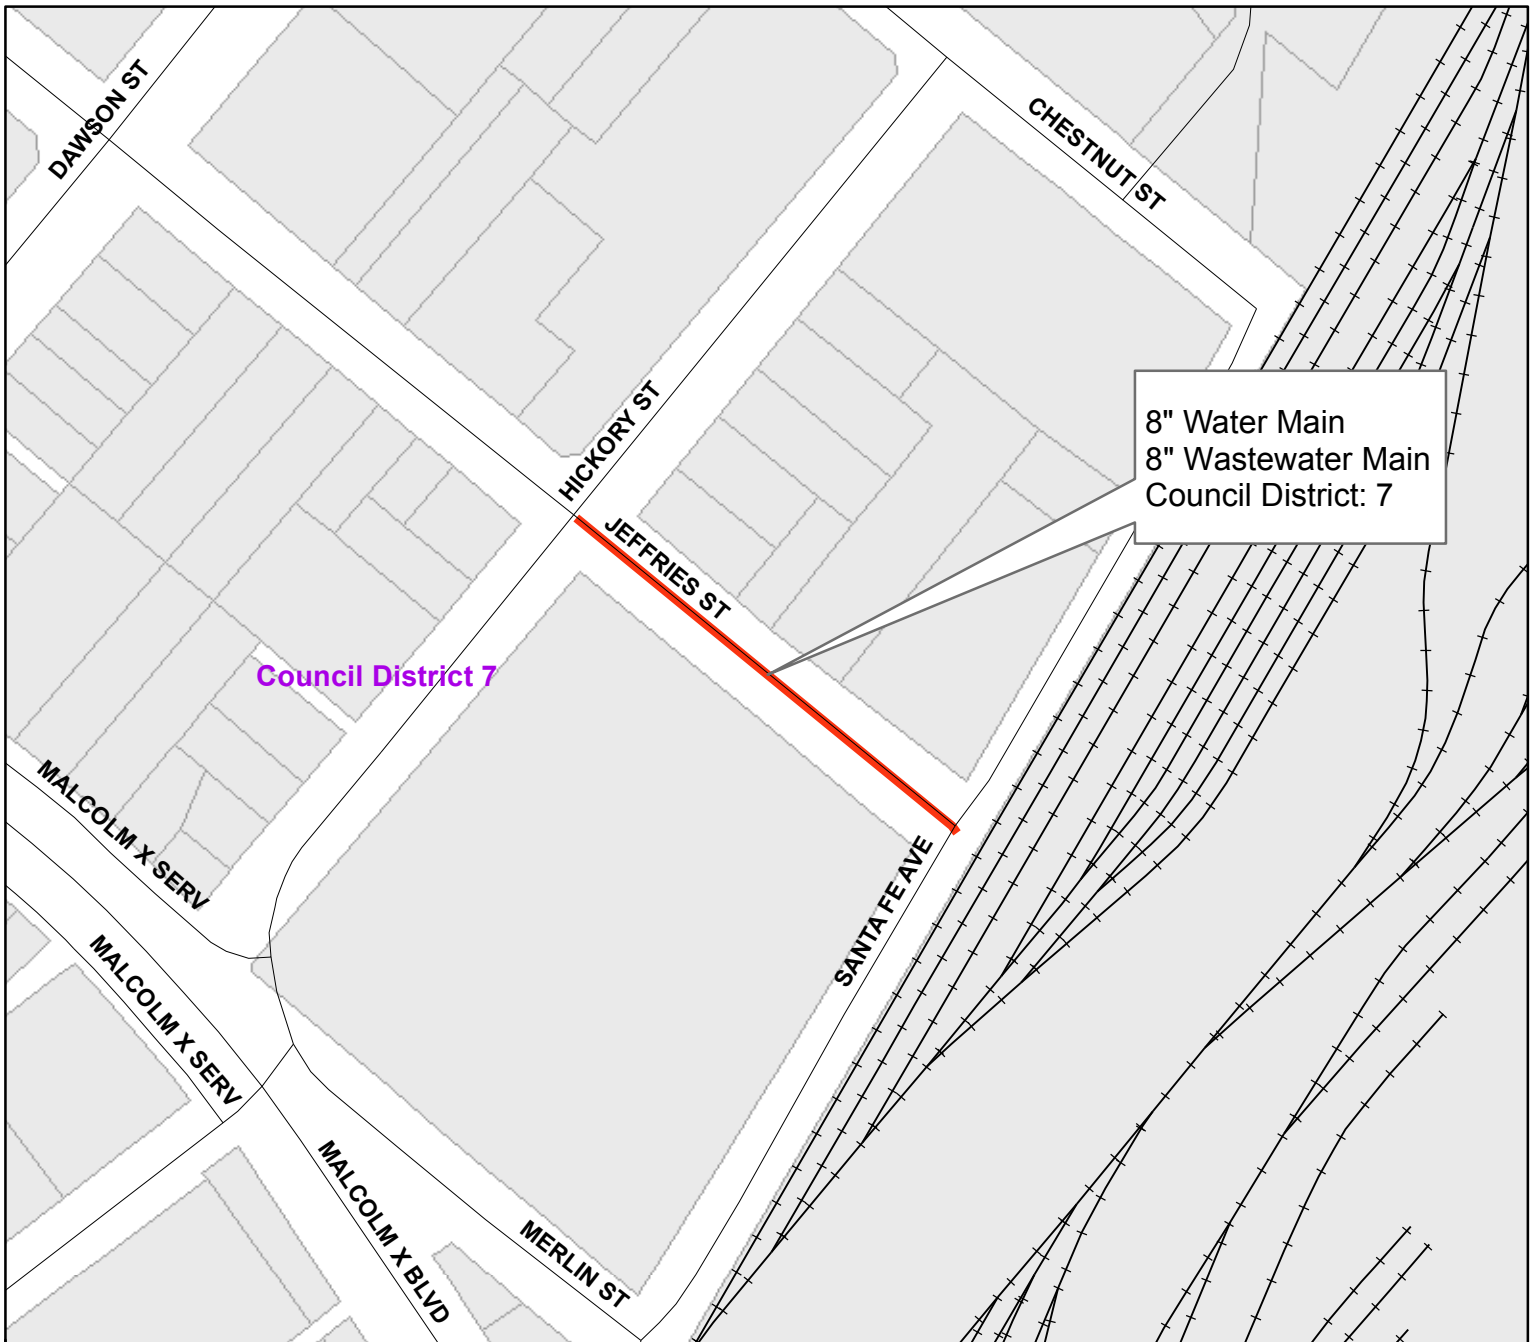 DAWSON ST
CHESTNUT ST
HICKORY ST
8" Water Main
8" Wastewater Main
Council District: 7
JEFFRIES ST
Council District 7
MALCOLM X SERV
SANTA FE AVE
MALCOLM X SERV
MALCOLM X BLVD
MERLIN ST